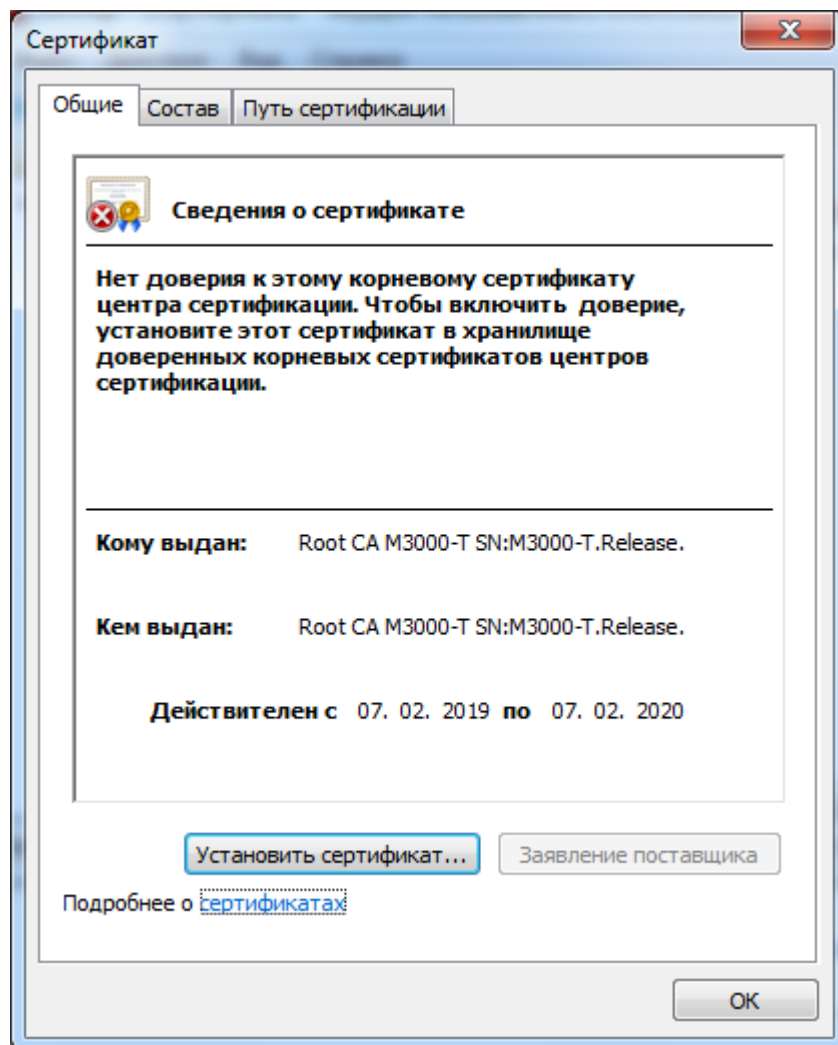 Сертификат
Общие Состав Путь сертификации
Сведения о сертификате
Нет доверия к этому корневому сертификату
центра сертификации. Чтобы включить доверие,
установите этот сертификат в хранилище
доверенных корневых сертификатов центров
сертификации.
Кому выдан: Root CA M3000-T SN:M3000-T.Release.
Кем выдан: Root CA M3000-T SN:M3000-T.Release.
Действителен с 07. 02. 2019 по 07. 02. 2020
Установить сертификат... Заявление поставщика
Подробнее о сертификатах
ОК